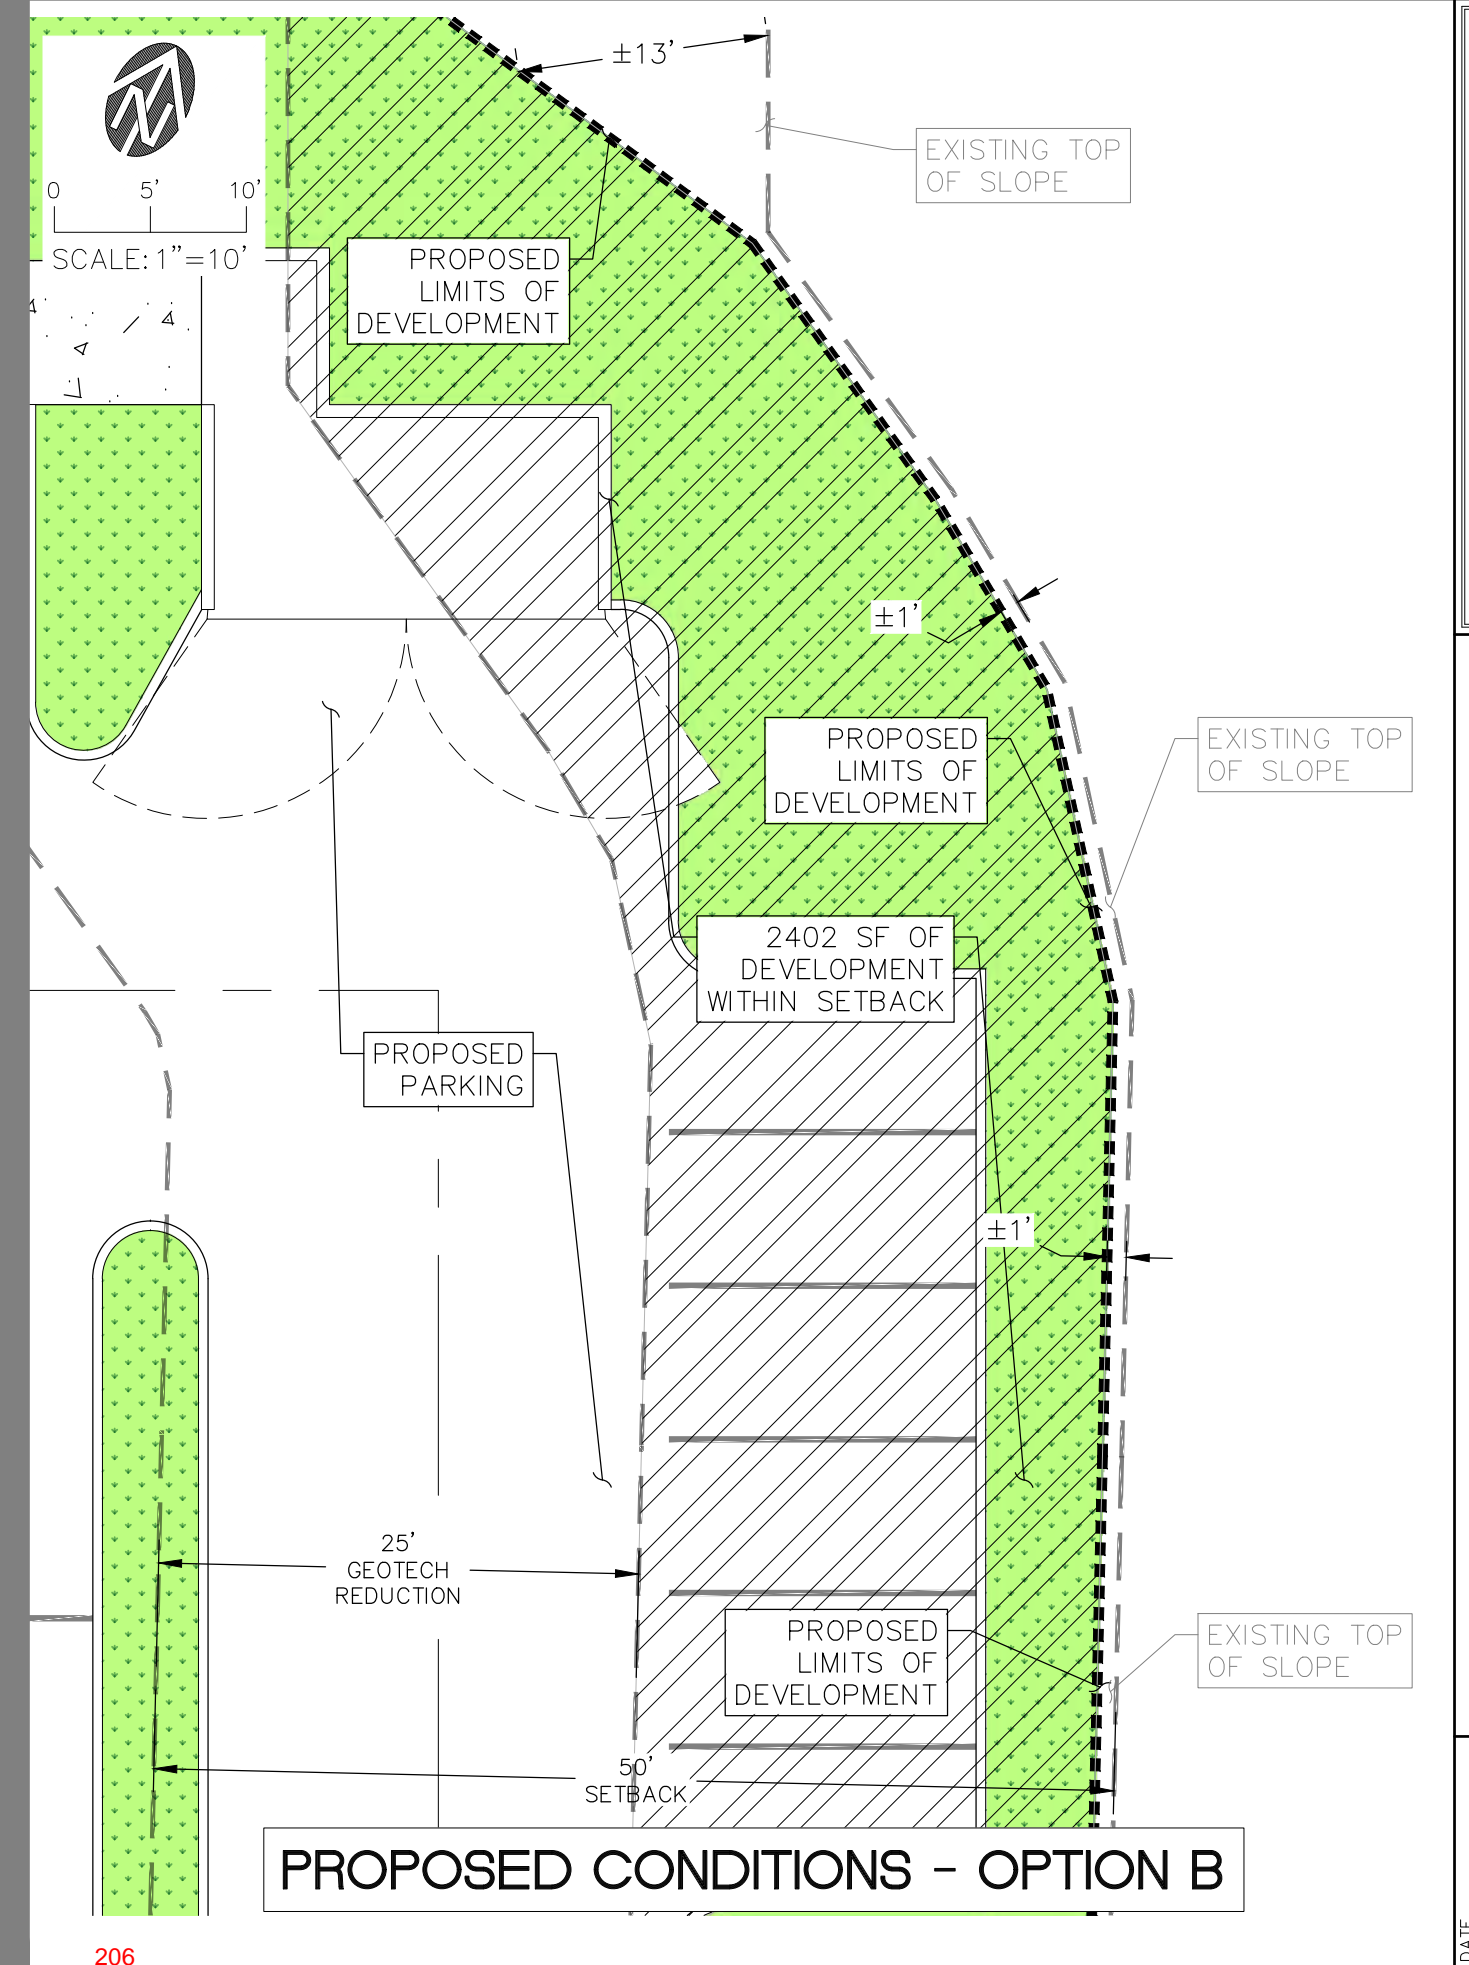 ±13'
EXISTING TOP
OF SLOPE
0 5' 10'
SCALE: 1"=10'
PROPOSED
LIMITS OF
DEVELOPMENT
±1'
PROPOSED
LIMITS OF
DEVELOPMENT
EXISTING TOP
OF SLOPE
2402 SF OF
DEVELOPMENT
WITHIN SETBACK
PROPOSED
PARKING
±1'
25'
GEOTECH
REDUCTION
PROPOSED
LIMITS OF
DEVELOPMENT
EXISTING TOP
OF SLOPE
50'
SETBACK
PROPOSED CONDITIONS - OPTION B
206
DATE